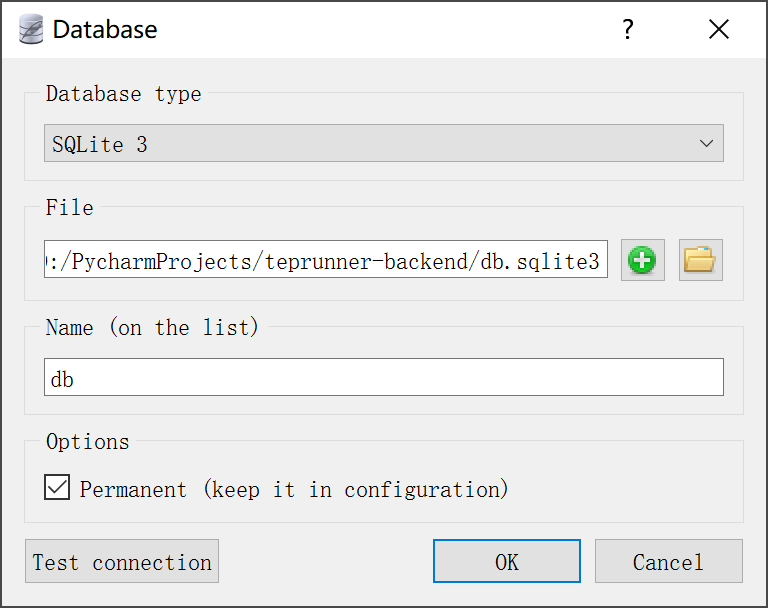 Database
?
Database type
SQLite 3
File
:/PycharmProjects/teprunner-backend/db.sqlite3
Name (on the list)
db
Options
Permanent (keep it in configuration)
Test connection
OK
Cancel